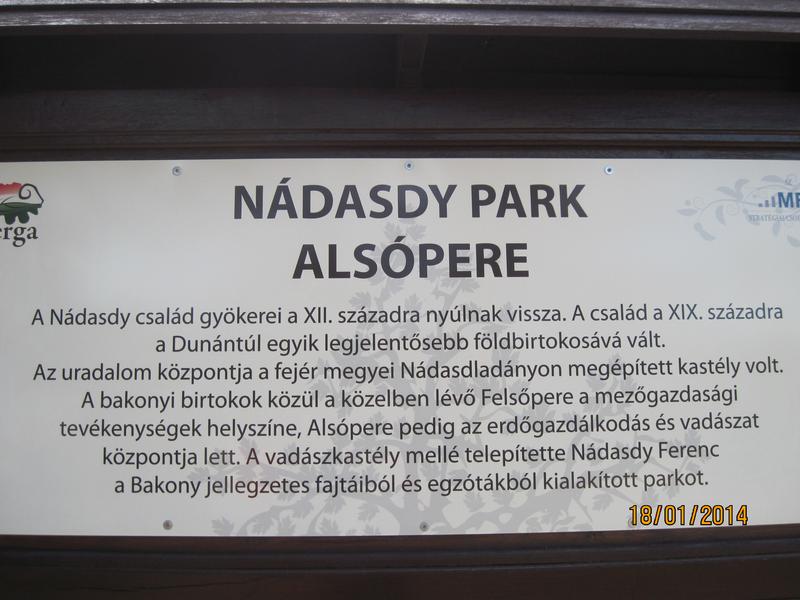 NÁDASDY PARK
ALSÓPERE
A Nádasdy család gyökerei a XII. századra nyúlnak vissza. A család a XIX. századra
a Dunántúl egyik legjelentősebb földbirtokosává vált.
Az uradalom központja a fejér megyei Nádasdladányon megépített kastély volt.
A bakonyi birtokok közül a közelben lévő Felsőpere a mezőgazdasági
tevékenységek helyszíne, Alsópere pedig az erdőgazdálkodás és vadászat
központja lett. A vadászkastély mellé telepítette Nádasdy Ferenc
a Bakony jellegzetes fajtáiból és egzótákból kialakított parkot.
18/01/2014